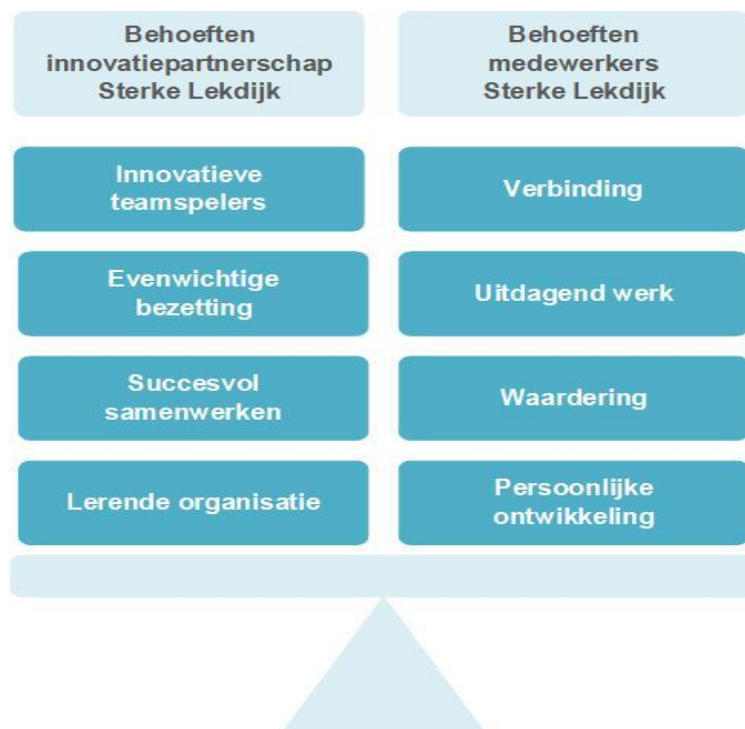 Behoeften
innovatiepartnerschap
Sterke Lekdijk
Behoeften
medewerkers
Sterke Lekdijk
Innovatieve
teamspelers
Verbinding
Evenwichtige
bezetting
Uitdagend werk
Succesvol
samenwerken
Waardering
Lerende organisatie
Persoonlijke
ontwikkeling